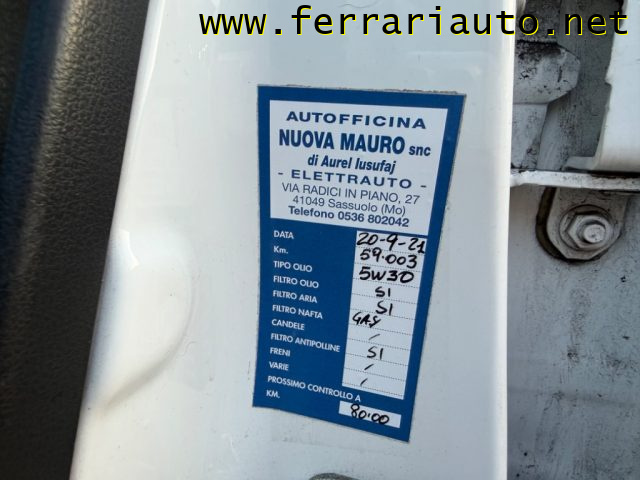 www.ferrariauto.net
AUTOFFICINA
NUOVA MAURO snc
di Aurel Iusufaj
- ELETTRAUTO -
VIA RADICI IN PIANO, 27
41049 Sassuolo (Mo)
Telefono 0536 802042
DATA 20-9-21
Km. 59.003
TIPO OLIO 5W30
FILTRO OLIO SI
FILTRO ARIA SI
FILTRO NAFTA GAS
CANDELE /
FILTRO ANTIPOLLINE SI
FRENI /
VARIE /
PROSSIMO CONTROLLO A
KM. 80.00